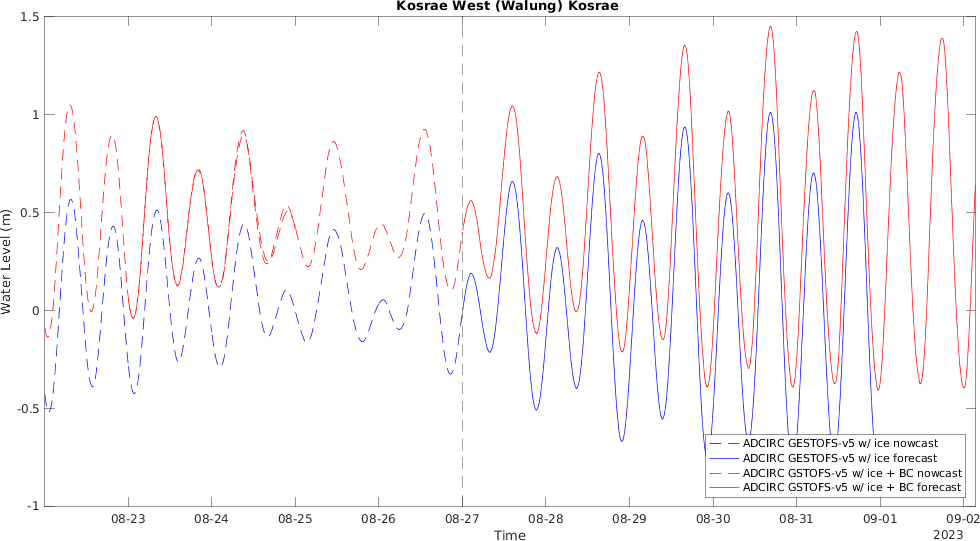 Kosrae West (Walung) Kosrae
1.5
1
0.5
0
-0.5
-1
Water Level (m)
08-23 08-24 08-25 08-26 08-27 08-28 08-29 08-30 08-31 09-01 09-02
Time
2023
ADCIRC GESTOFS-v5 w/ ice nowcast
ADCIRC GESTOFS-v5 w/ ice forecast
ADCIRC GSTOFS-v5 w/ ice + BC nowcast
ADCIRC GSTOFS-v5 w/ ice + BC forecast